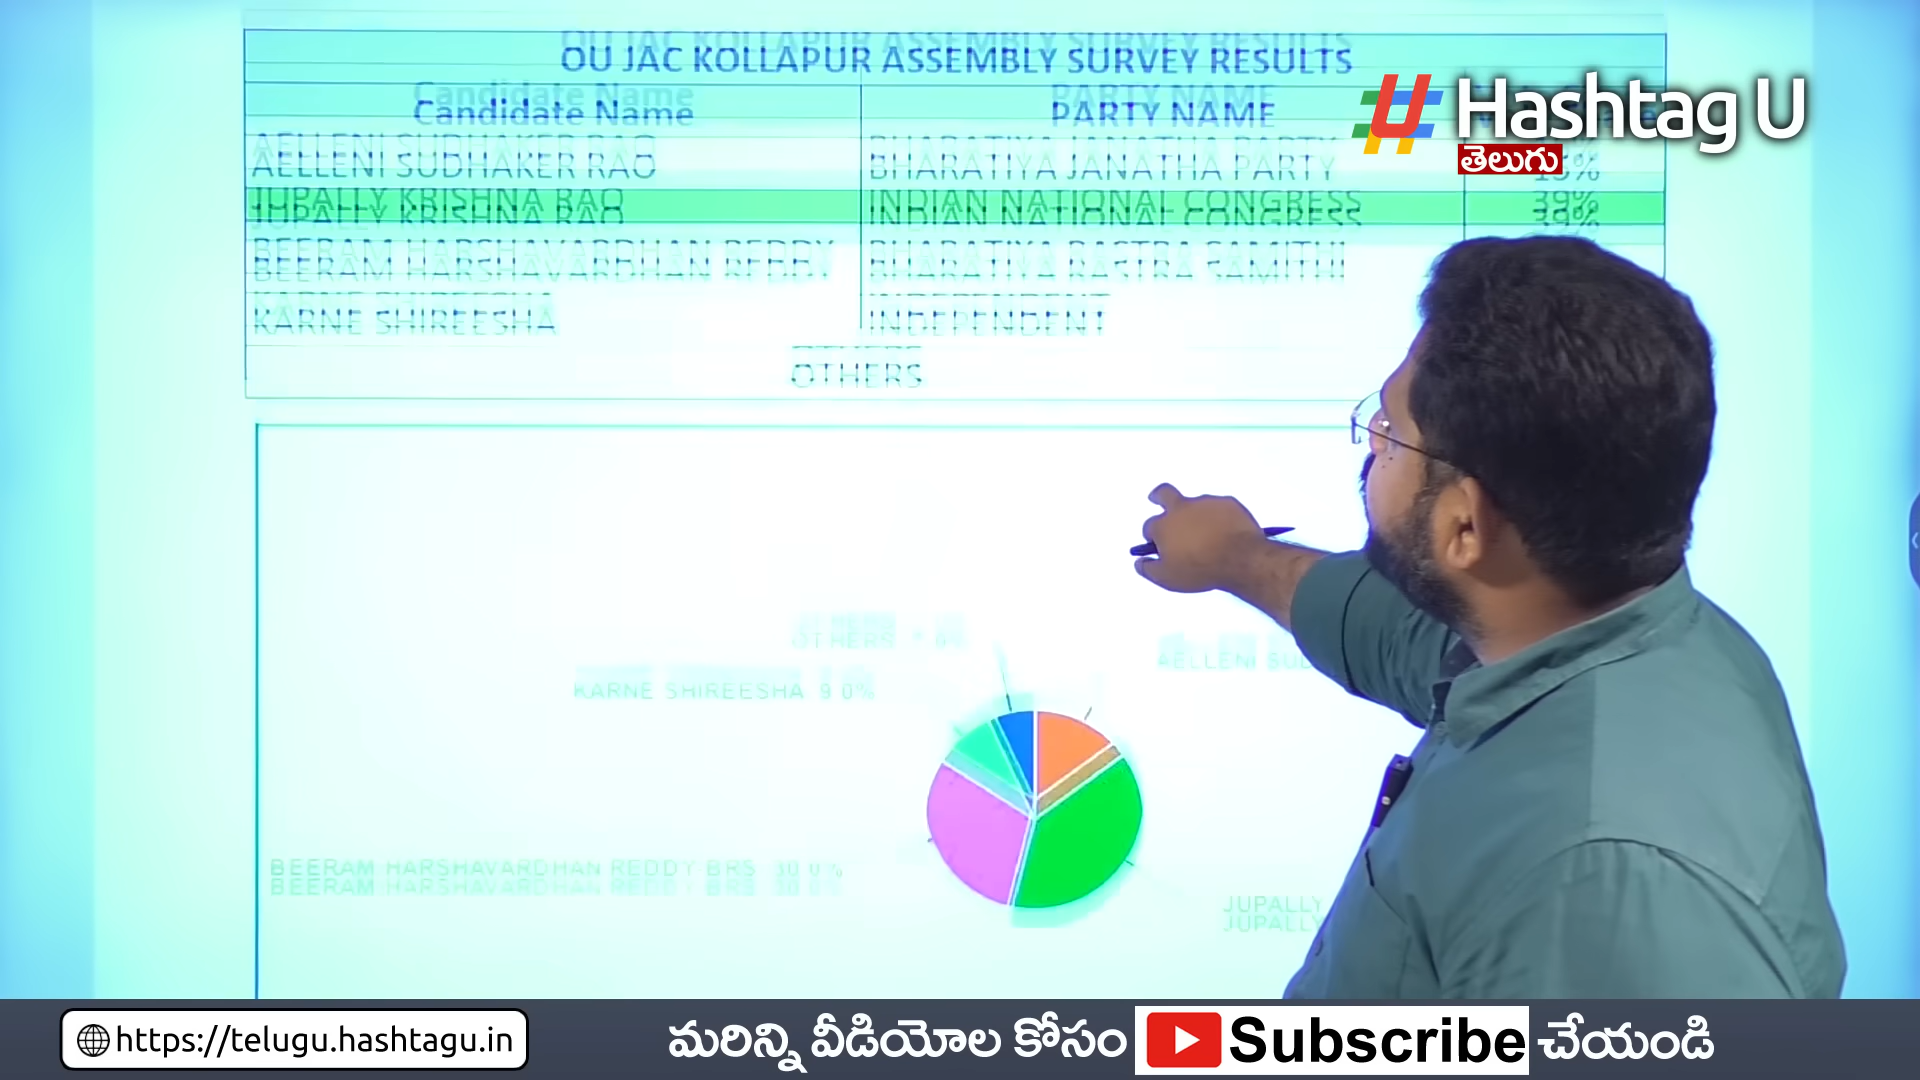 OU JAC KOLLAPUR ASSEMBLY SURVEY RESULTS
Candidate Name PARTY NAME
AELLENI SUDHAKER RAO BHARATIYA JANATHA PARTY
JUPALLY KRISHNA RAO INDIAN NATIONAL CONGRESS 39%
BEERAM HARSHAVARDHAN REDDY BHARATIYA RASTRA SAMITHI
KARNE SHIREESHA INDEPENDENT
OTHERS
Hashtag U
తెలుగు
OTHERS
AELLENI
KARNE SHIREESHA 9.0%
BEERAM HARSHAVARDHAN REDDY BRS 30.0%
JUPALLY
https://telugu.hashtagu.in
మరిన్ని వీడియోల కోసం Subscribe చేయండి